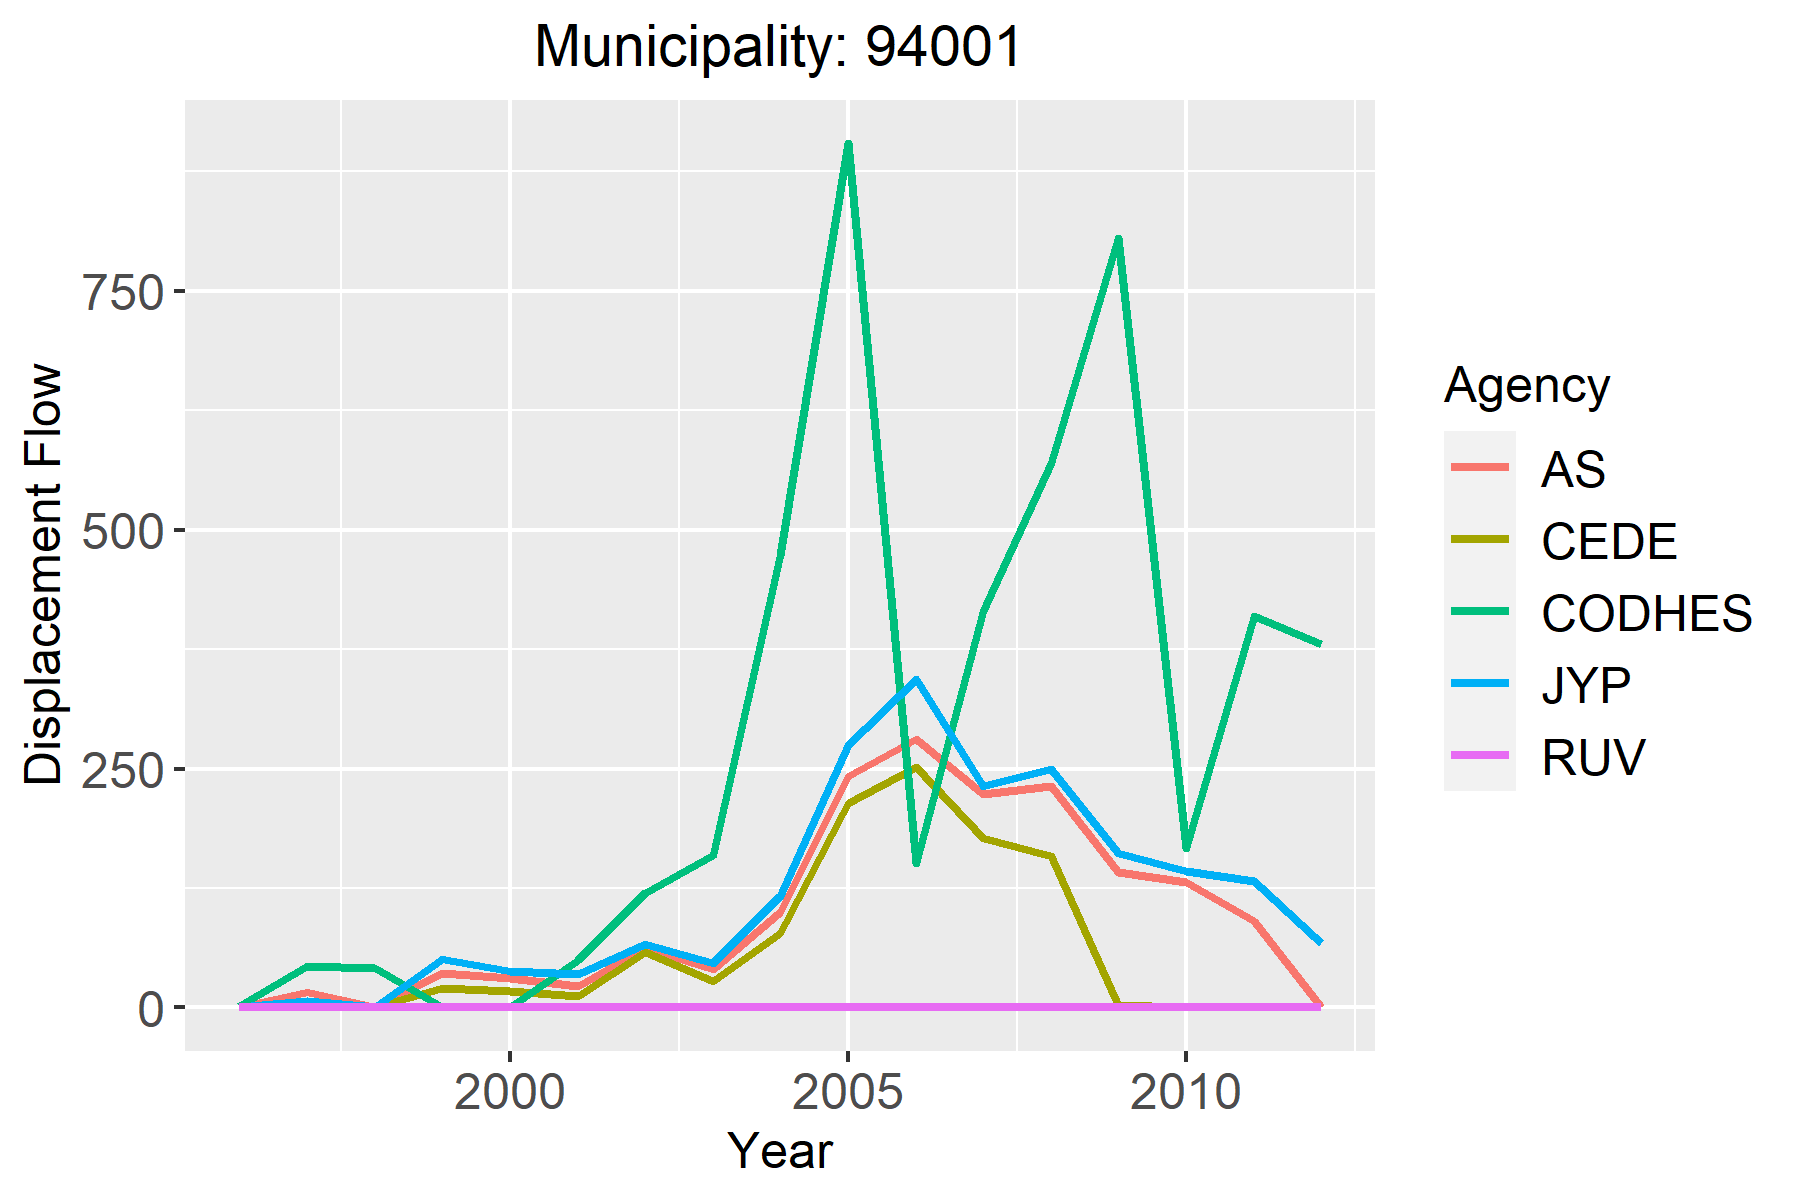 Municipality: 94001
Displacement Flow
750
500
250
0
2000 2005 2010
Year
Agency
AS
CEDE
CODHES
JYP
RUV